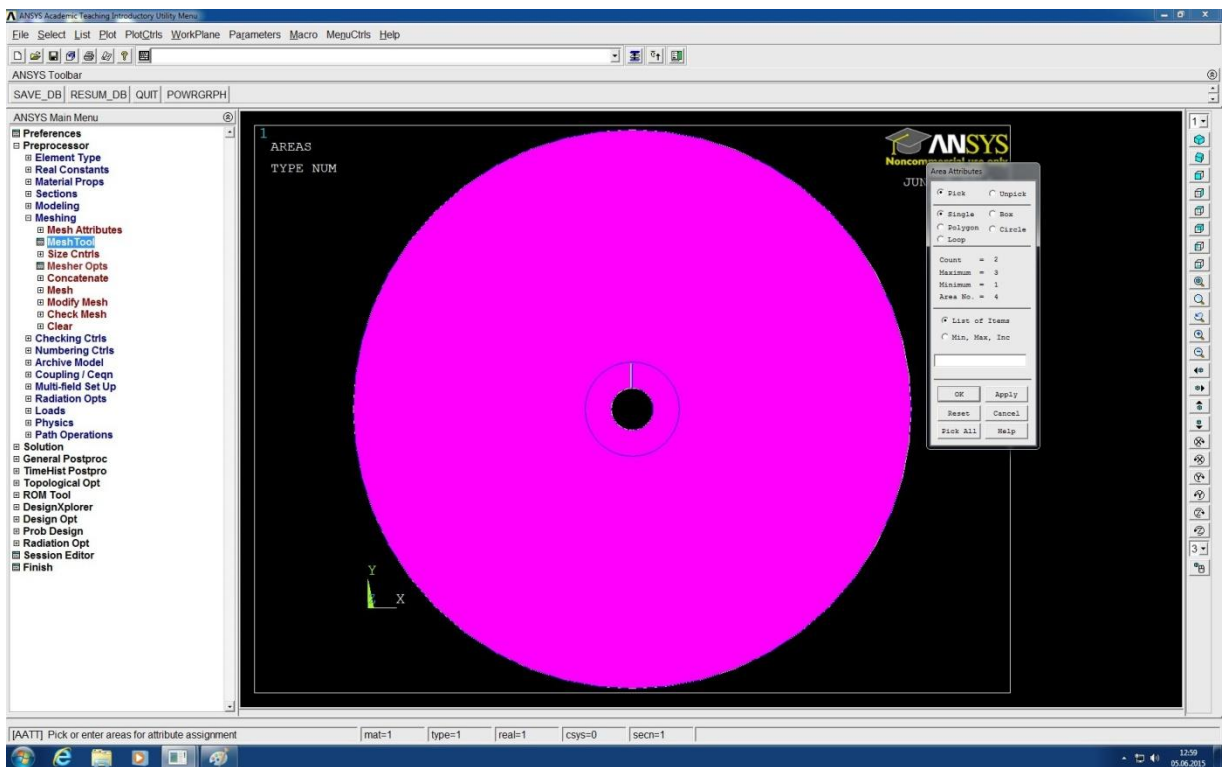 ANSYS Academic Teaching Introductory Utility Menu
File Select List Plot PlotCtrls WorkPlane Parameters Macro MenuCtrls Help
ANSYS Toolbar
SAVE_DB RESUM_DB QUIT POWRGRPH
ANSYS Main Menu
Preferences
Preprocessor
Element Type
Real Constants
Material Props
Sections
Modeling
Meshing
Mesh Attributes
MeshTool
Size Cntrls
Mesher Opts
Concatenate
Mesh
Modify Mesh
Check Mesh
Clear
Checking Ctrls
Numbering Ctrls
Archive Model
Coupling / Ceqn
Multi-field Set Up
Radiation Opts
Loads
Physics
Path Operations
Solution
General Postproc
TimeHist Postpro
Topological Opt
ROM Tool
DesignXplorer
Design Opt
Prob Design
Radiation Opt
Session Editor
Finish
1
AREAS
TYPE NUM
ANSYS
Noncommercial use only
JUN
Y
X
Area Attributes
Pick Unpick
Single Box
Polygon Circle
Loop
Count = 2
Maximum = 3
Minimum = 1
Area No. = 4
List of Items
Min, Max, Inc
OK Apply
Reset Cancel
Pick All Help
1
3
[AATT] Pick or enter areas for attribute assignment
mat=1 type=1 real=1 csys=0 secn=1
12:59
05.06.2015